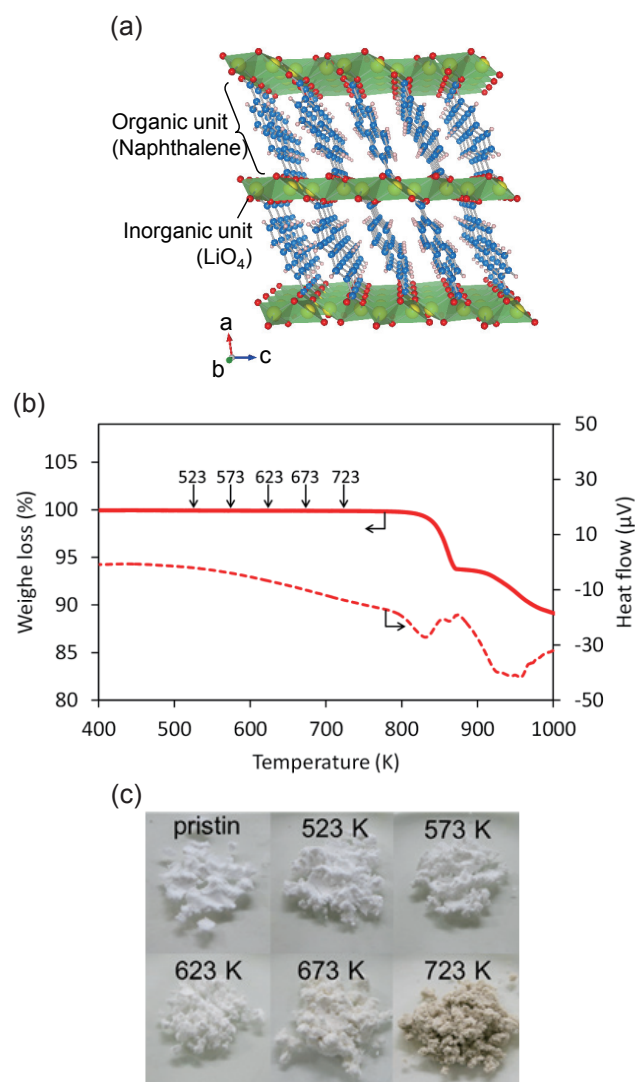 (a)
Organic unit
(Naphthalene)
Inorganic unit
(LiO4)
a
b
c
(b)
523 573 623 673 723
105
100
95
90
85
80
Weighe loss (%)
50
30
10
-10
-30
-50
Heat flow (µV)
400 500 600 700 800 900 1000
Temperature (K)
(c)
pristin 523 K 573 K
623 K 673 K 723 K